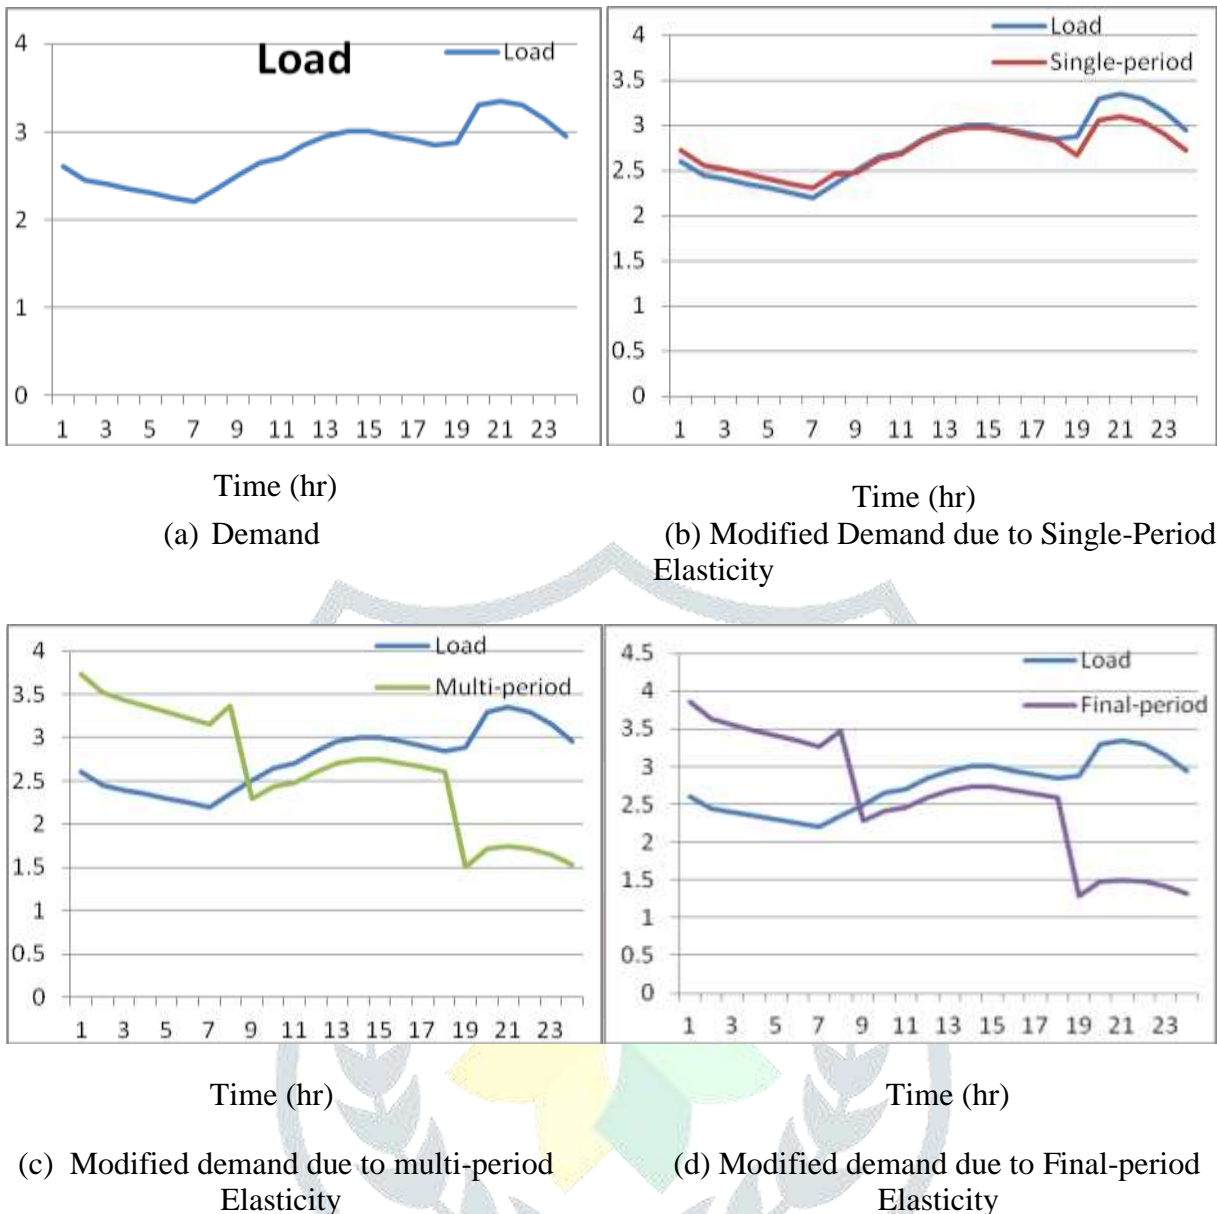 Load
Load
4
3
2
1
0
1 3 5 7 9 11 13 15 17 19 21 23
Time (hr)
(a) Demand
Load
Single-period
4
3.5
3
2.5
2
1.5
1
0.5
0
1 3 5 7 9 11 13 15 17 19 21 23
Time (hr)
(b) Modified Demand due to Single-Period
Elasticity
Load
Multi-period
4
3.5
3
2.5
2
1.5
1
0.5
0
1 3 5 7 9 11 13 15 17 19 21 23
Time (hr)
(c) Modified demand due to multi-period
Elasticity
Load
Final-period
4.5
4
3.5
3
2.5
2
1.5
1
0.5
0
1 3 5 7 9 11 13 15 17 19 21 23
Time (hr)
(d) Modified demand due to Final-period
Elasticity